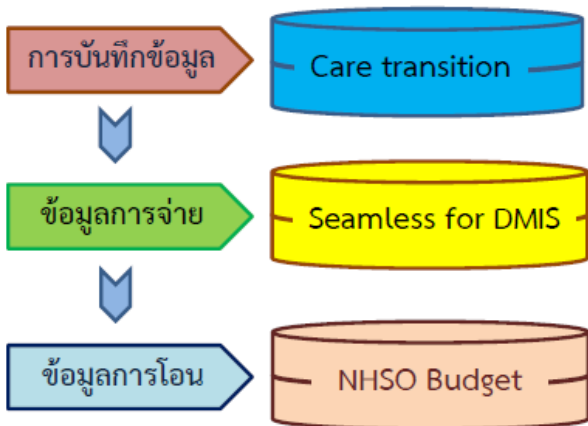 การบันทึกข้อมูล
Care transition
ข้อมูลการจ่าย
Seamless for DMIS
ข้อมูลการโอน
NHSO Budget